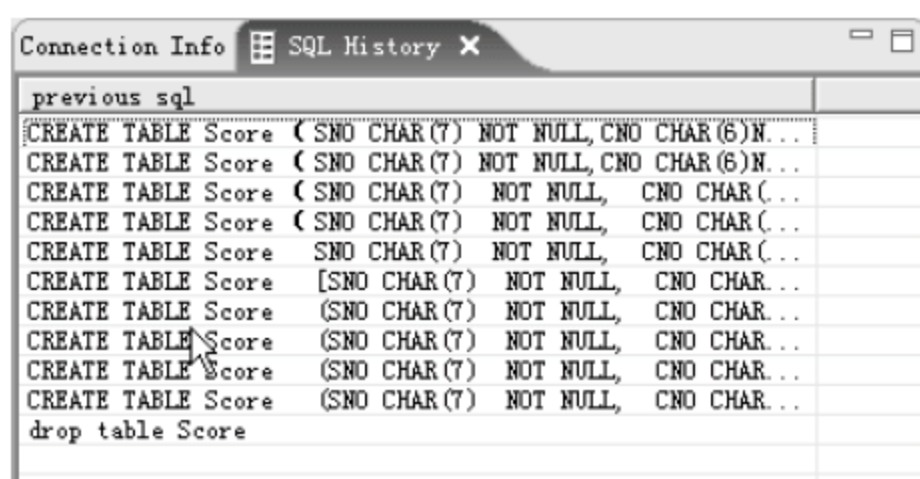 Connection Info SQL History
previous sql
CREATE TABLE Score ( SNO CHAR(7) NOT NULL,CNO CHAR(6)N...
CREATE TABLE Score ( SNO CHAR(7) NOT NULL,CNO CHAR(6)N...
CREATE TABLE Score ( SNO CHAR(7) NOT NULL, CNO CHAR(...
CREATE TABLE Score ( SNO CHAR(7) NOT NULL, CNO CHAR(...
CREATE TABLE Score SNO CHAR(7) NOT NULL, CNO CHAR(...
CREATE TABLE Score [SNO CHAR(7) NOT NULL, CNO CHAR...
CREATE TABLE Score (SNO CHAR(7) NOT NULL, CNO CHAR...
CREATE TABLE Score (SNO CHAR(7) NOT NULL, CNO CHAR...
CREATE TABLE Score (SNO CHAR(7) NOT NULL, CNO CHAR...
CREATE TABLE Score (SNO CHAR(7) NOT NULL, CNO CHAR...
drop table Score